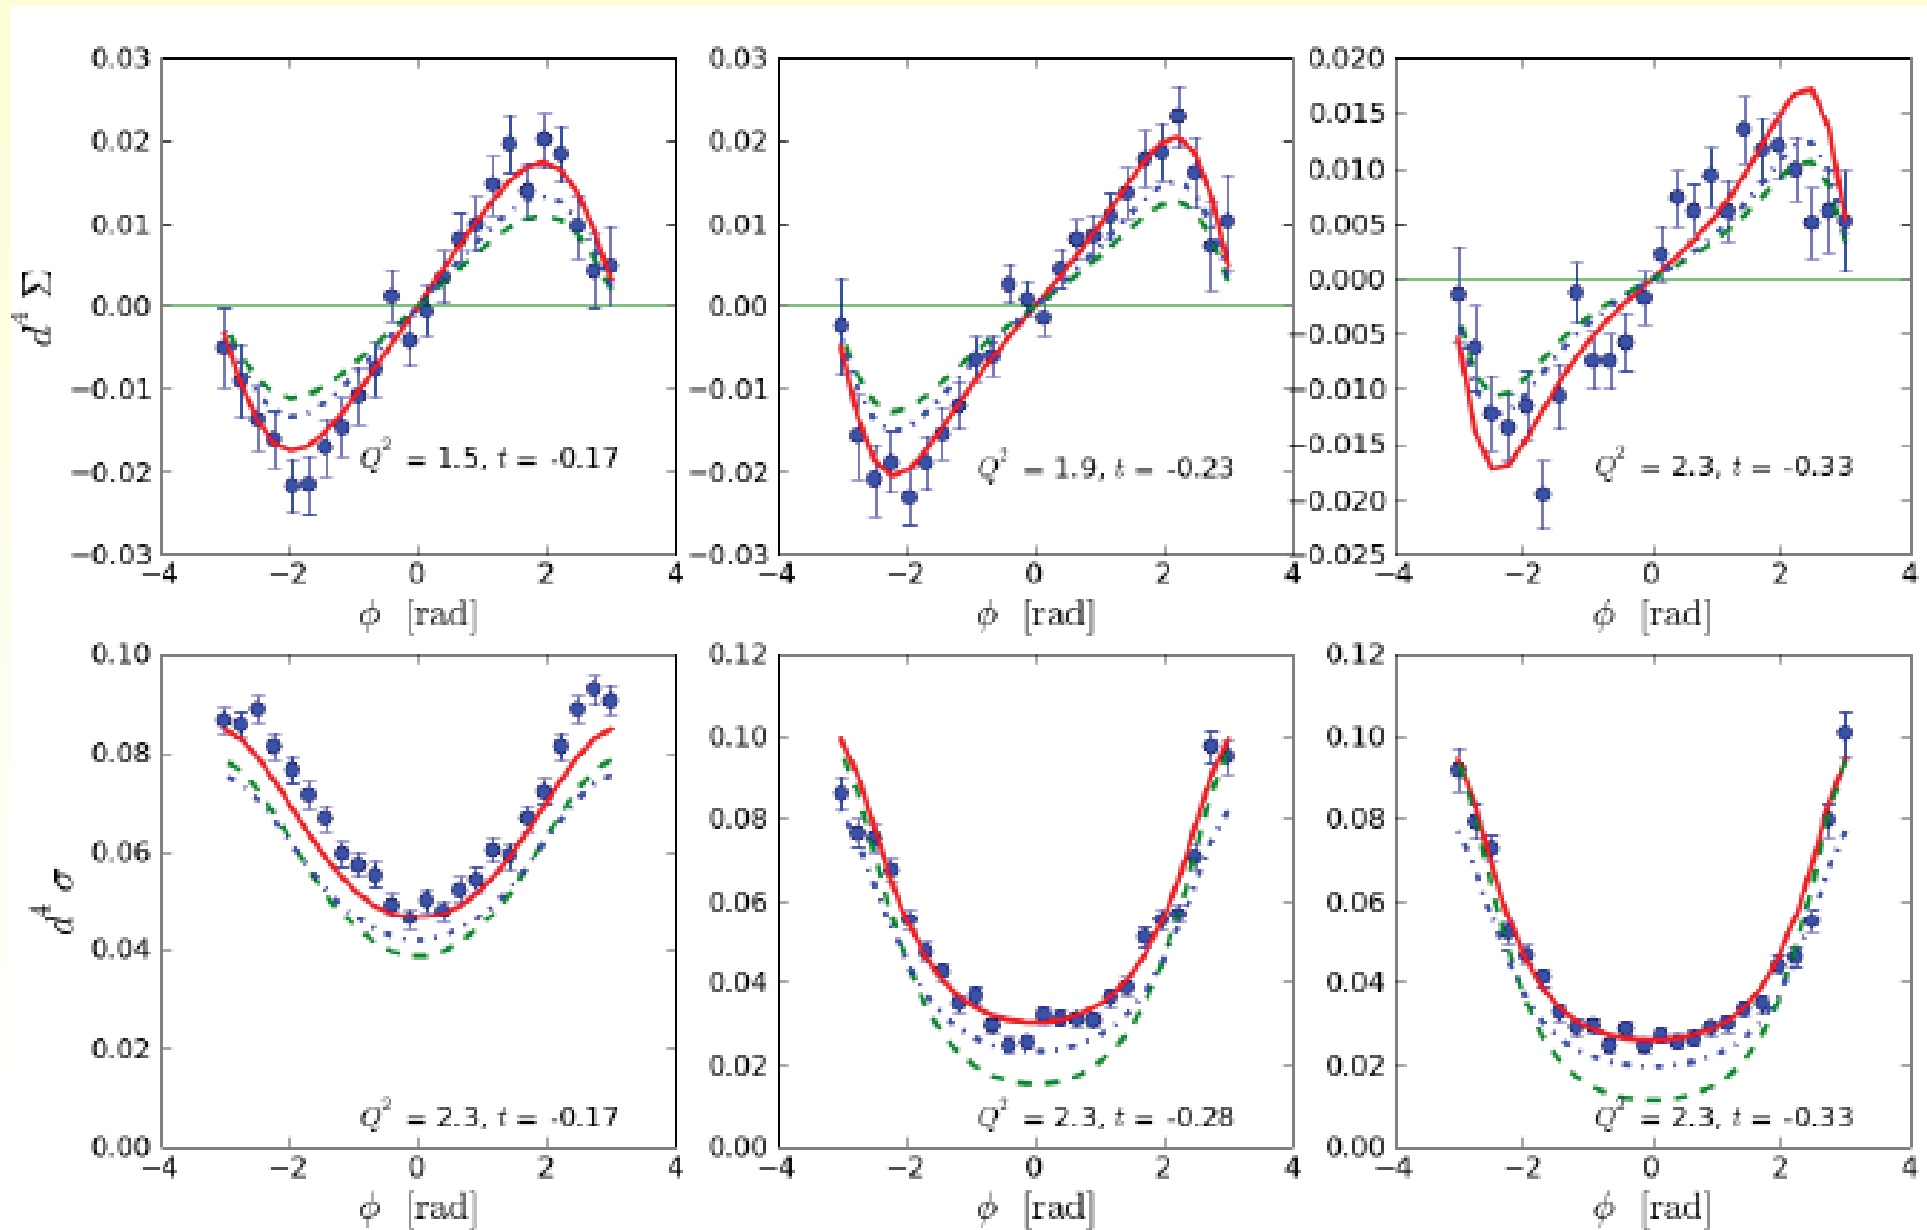 0.03 0.03 0.020
0.02 0.02 0.015
0.010
0.01 0.01 0.005
d⁴ Σ 0.00 0.00 0.000
−0.005
−0.01 −0.01 −0.010
Q² = 1.5, t = -0.17 Q² = 1.9, t = -0.23 Q² = 2.3, t = -0.33
−0.015
−0.02 −0.02 −0.020
−0.03 −0.03 −0.025
−4 −2 0 2 4 −4 −2 0 2 4 −4 −2 0 2 4
ϕ [rad] ϕ [rad] ϕ [rad]
0.10 0.12 0.12
0.08 0.10 0.10
0.08 0.08
d⁴ σ 0.06 0.06 0.06
0.04 0.04 0.04
0.02 0.02 0.02
Q² = 2.3, t = -0.17 Q² = 2.3, t = -0.28 Q² = 2.3, t = -0.33
0.00 0.00 0.00
−4 −2 0 2 4 −4 −2 0 2 4 −4 −2 0 2 4
ϕ [rad] ϕ [rad] ϕ [rad]